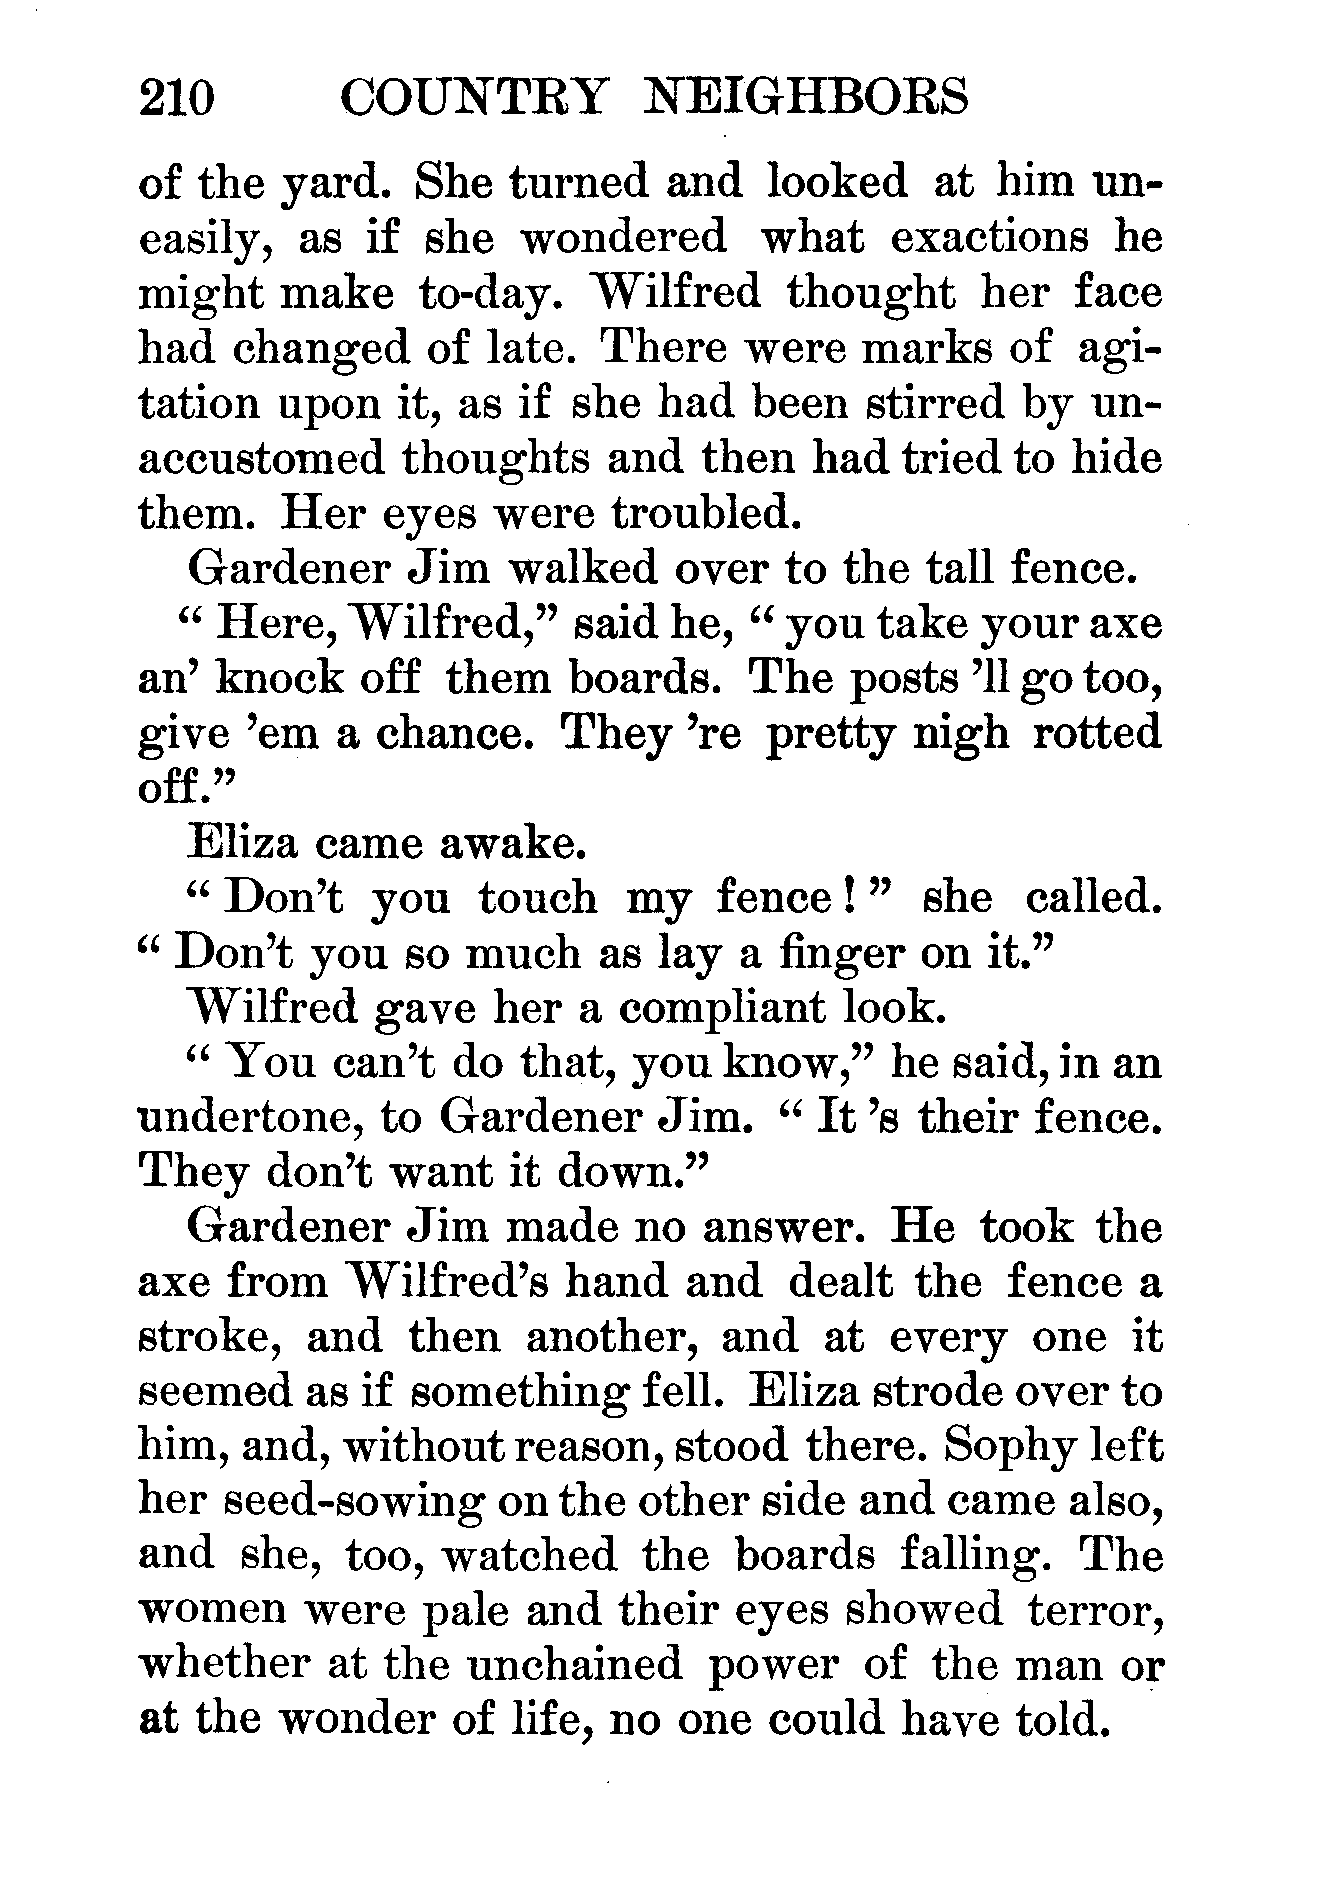 210 COUNTRY NEIGHBORS
of the yard. She turned and looked at him un-
easily, as if she wondered what exactions he
might make to-day. Wilfred thought her face
had changed of late. There were marks of agi-
tation upon it, as if she had been stirred by un-
accustomed thoughts and then had tried to hide
them. Her eyes were troubled.
Gardener Jim walked over to the tall fence.
“ Here, Wilfred,” said he, “ you take your axe
an’ knock off them boards. The posts ’ll go too,
give ’em a chance. They ’re pretty nigh rotted
off.”
Eliza came awake.
“ Don’t you touch my fence! ” she called.
“ Don’t you so much as lay a finger on it.”
Wilfred gave her a compliant look.
“ You can’t do that, you know,” he said, in an
undertone, to Gardener Jim. “ It ’s their fence.
They don’t want it down.”
Gardener Jim made no answer. He took the
axe from Wilfred’s hand and dealt the fence a
stroke, and then another, and at every one it
seemed as if something fell. Eliza strode over to
him, and, without reason, stood there. Sophy left
her seed-sowing on the other side and came also,
and she, too, watched the boards falling. The
women were pale and their eyes showed terror,
whether at the unchained power of the man or
at the wonder of life, no one could have told.